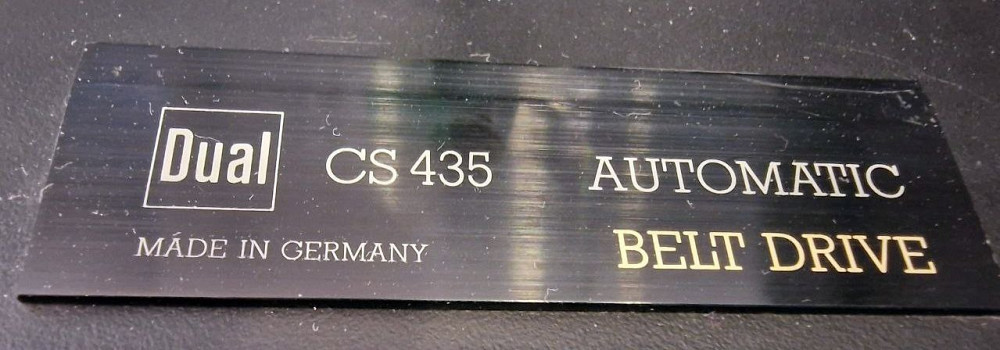 Dual CS 435 AUTOMATIC
MADE IN GERMANY BELT DRIVE